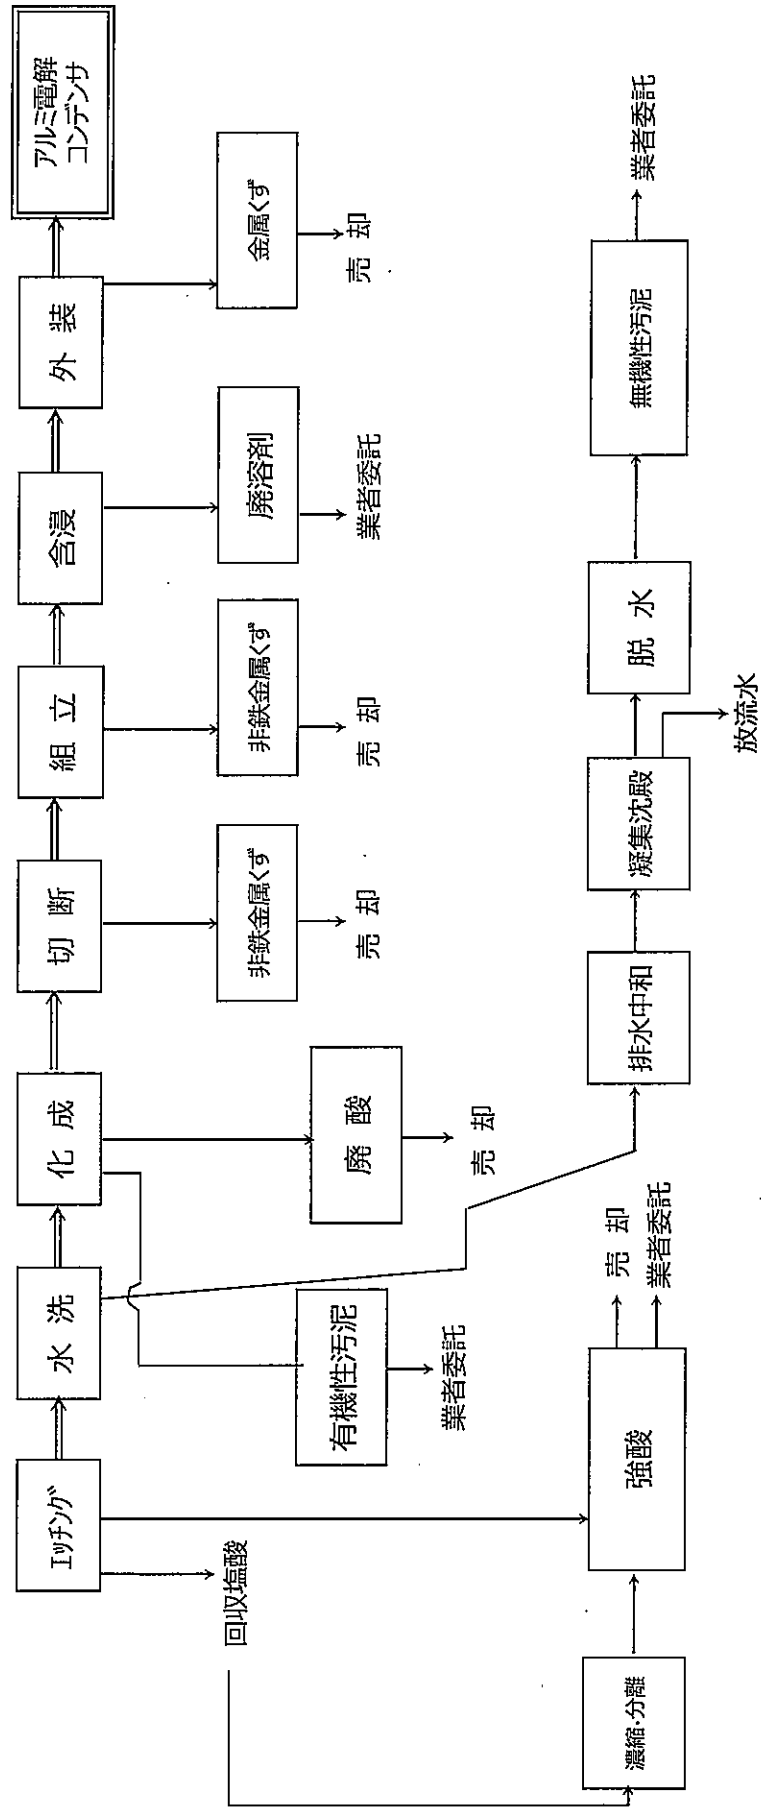 エッチング
水 洗
化 成
切 断
組 立
含浸
外 装
アルミ電解
コンデンサ
回収塩酸
有機性汚泥
業者委託
廃 酸
売 却
非鉄金属くず
売 却
非鉄金属くず
売 却
廃溶剤
業者委託
金属くず
売 却
濃縮・分離
強酸
売 却
業者委託
排水中和
凝集沈殿
放流水
脱 水
無機性汚泥
業者委託